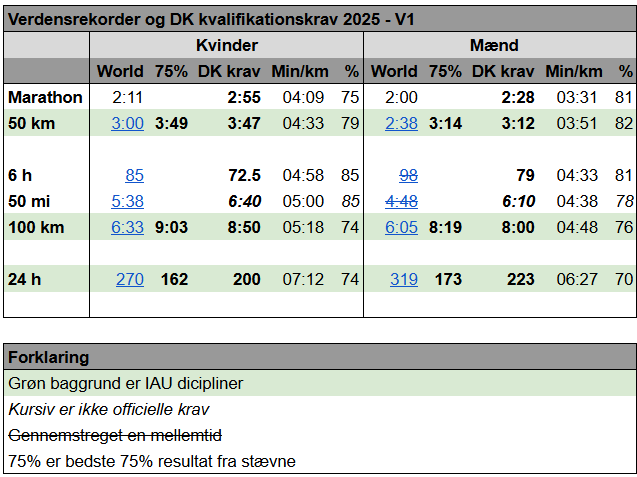 Verdensrekorder og DK kvalifikationskrav 2025 - V1
Kvinder Mænd
World 75% DK krav Min/km % World 75% DK krav Min/km %
Marathon 2:11 2:55 04:09 75 2:00 2:28 03:31 81
50 km 3:00 3:49 3:47 04:33 79 2:38 3:14 3:12 03:51 82
6 h 85 72.5 04:58 85 98 79 04:33 81
50 mi 5:38 6:40 05:00 85 4:48 6:10 04:38 78
100 km 6:33 9:03 8:50 05:18 74 6:05 8:19 8:00 04:48 76
24 h 270 162 200 07:12 74 319 173 223 06:27 70
Forklaring
Grøn baggrund er IAU dicipliner
Kursiv er ikke officielle krav
Gennemstreget en mellemtid
75% er bedste 75% resultat fra stævne